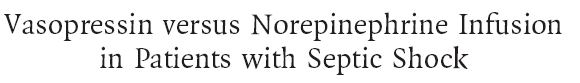 Vasopressin versus Norepinephrine Infusion
in Patients with Septic Shock